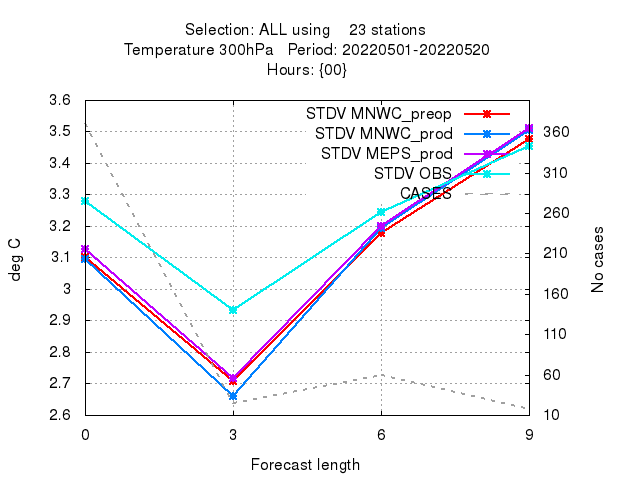 Selection: ALL using 23 stations
Temperature 300hPa Period: 20220501-20220520
Hours: {00}
STDV MNWC_preop
STDV MNWC_prod
STDV MEPS_prod
STDV OBS
CASES
3.6
3.5
3.4
3.3
3.2
3.1
3
2.9
2.8
2.7
2.6
deg C
360
310
260
210
160
110
60
10
No cases
0 3 6 9
Forecast length